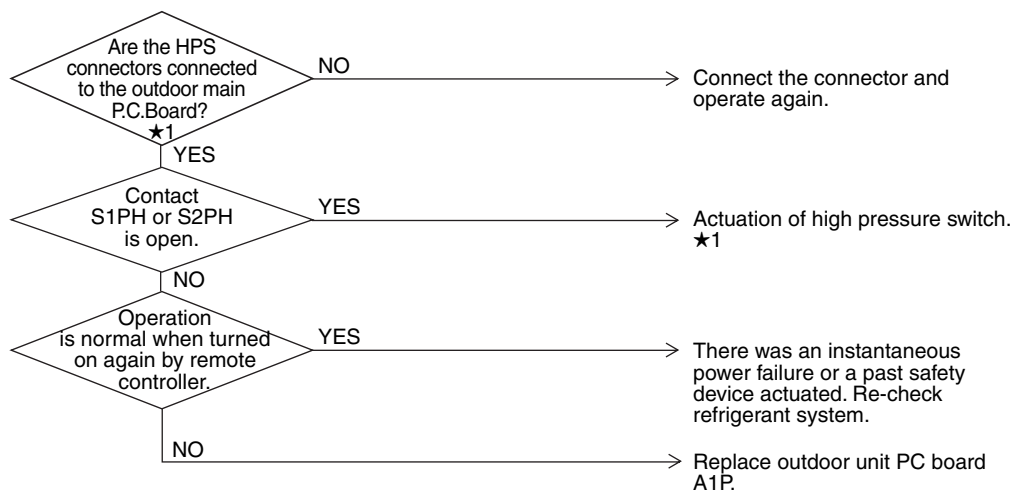 Are the HPS
connectors connected
to the outdoor main
P.C.Board?
★1
NO
Connect the connector and
operate again.
YES
Contact
S1PH or S2PH
is open.
YES
Actuation of high pressure switch.
★1
NO
Operation
is normal when turned
on again by remote
controller.
YES
There was an instantaneous
power failure or a past safety
device actuated. Re-check
refrigerant system.
NO
Replace outdoor unit PC board
A1P.